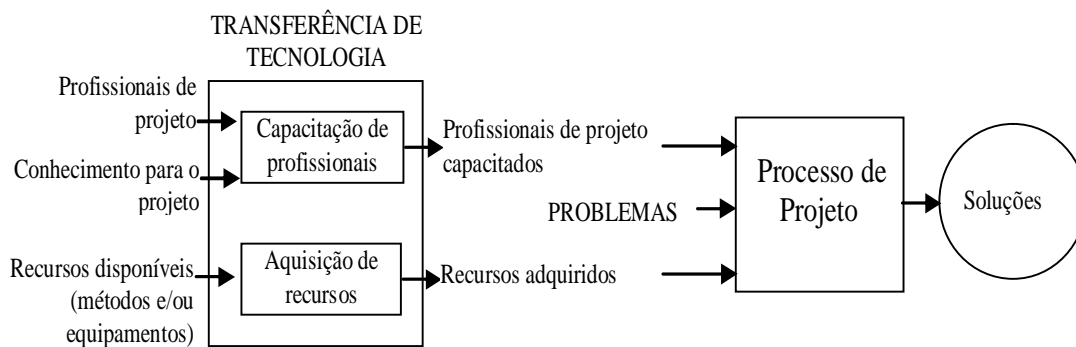 TRANSFERÊNCIA DE
TECNOLOGIA
Profissionais de
projeto
Conhecimento para o
projeto
Capacitação de
profissionais
Profissionais de projeto
capacitados
PROBLEMAS
Recursos disponíveis
(métodos e/ou
equipamentos)
Aquisição de
recursos
Recursos adquiridos
Processo de
Projeto
Soluções